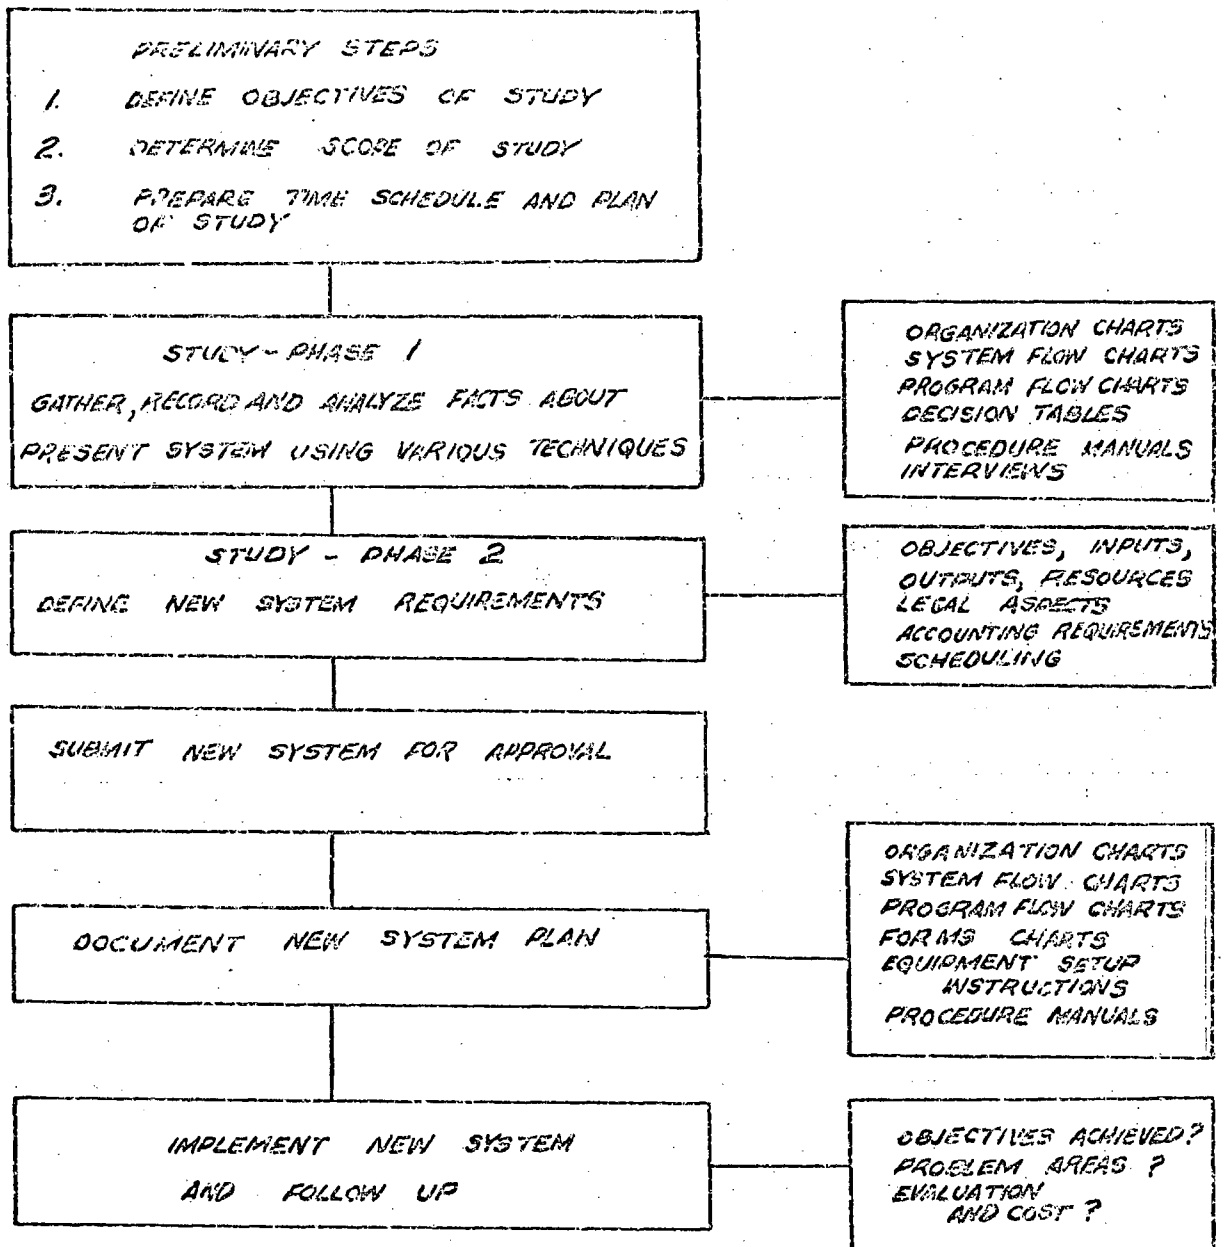 PRELIMINARY STEPS
1. DEFINE OBJECTIVES OF STUDY
2. DETERMINE SCOPE OF STUDY
3. PREPARE TIME SCHEDULE AND PLAN
OF STUDY
STUDY - PHASE 1
GATHER, RECORD AND ANALYZE FACTS ABOUT
PRESENT SYSTEM USING VARIOUS TECHNIQUES
ORGANIZATION CHARTS
SYSTEM FLOW CHARTS
PROGRAM FLOW CHARTS
DECISION TABLES
PROCEDURE MANUALS
INTERVIEWS
STUDY - PHASE 2
DEFINE NEW SYSTEM REQUIREMENTS
OBJECTIVES, INPUTS,
OUTPUTS, RESOURCES
LEGAL ASPECTS
ACCOUNTING REQUIREMENTS
SCHEDULING
SUBMIT NEW SYSTEM FOR APPROVAL
DOCUMENT NEW SYSTEM PLAN
ORGANIZATION CHARTS
SYSTEM FLOW CHARTS
PROGRAM FLOW CHARTS
FORMS CHARTS
EQUIPMENT SETUP
INSTRUCTIONS
PROCEDURE MANUALS
IMPLEMENT NEW SYSTEM
AND FOLLOW UP
OBJECTIVES ACHIEVED?
PROBLEM AREAS ?
EVALUATION
AND COST ?